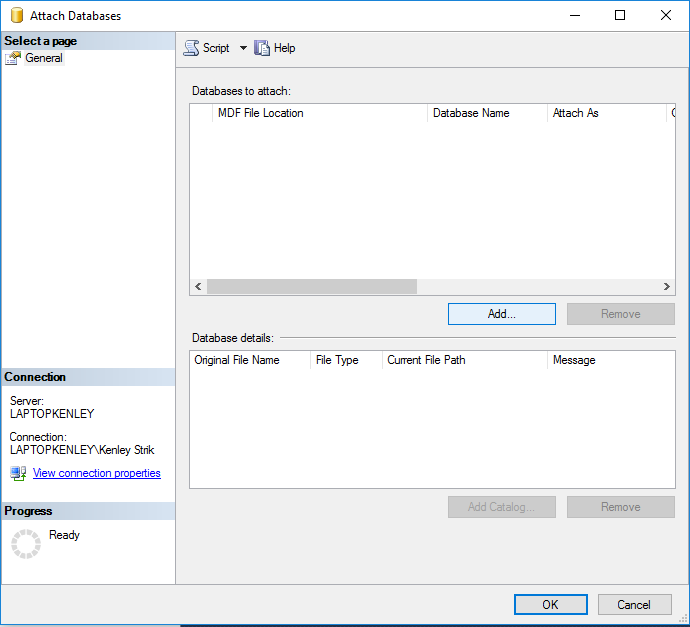 Attach Databases
Select a page
General
Script
Help
Databases to attach:
MDF File Location
Database Name
Attach As
Add...
Remove
Database details:
Original File Name
File Type
Current File Path
Message
Add Catalog...
Remove
Connection
Server:
LAPTOPKENLEY
Connection:
LAPTOPKENLEY\Kenley Strik
View connection properties
Progress
Ready
OK
Cancel